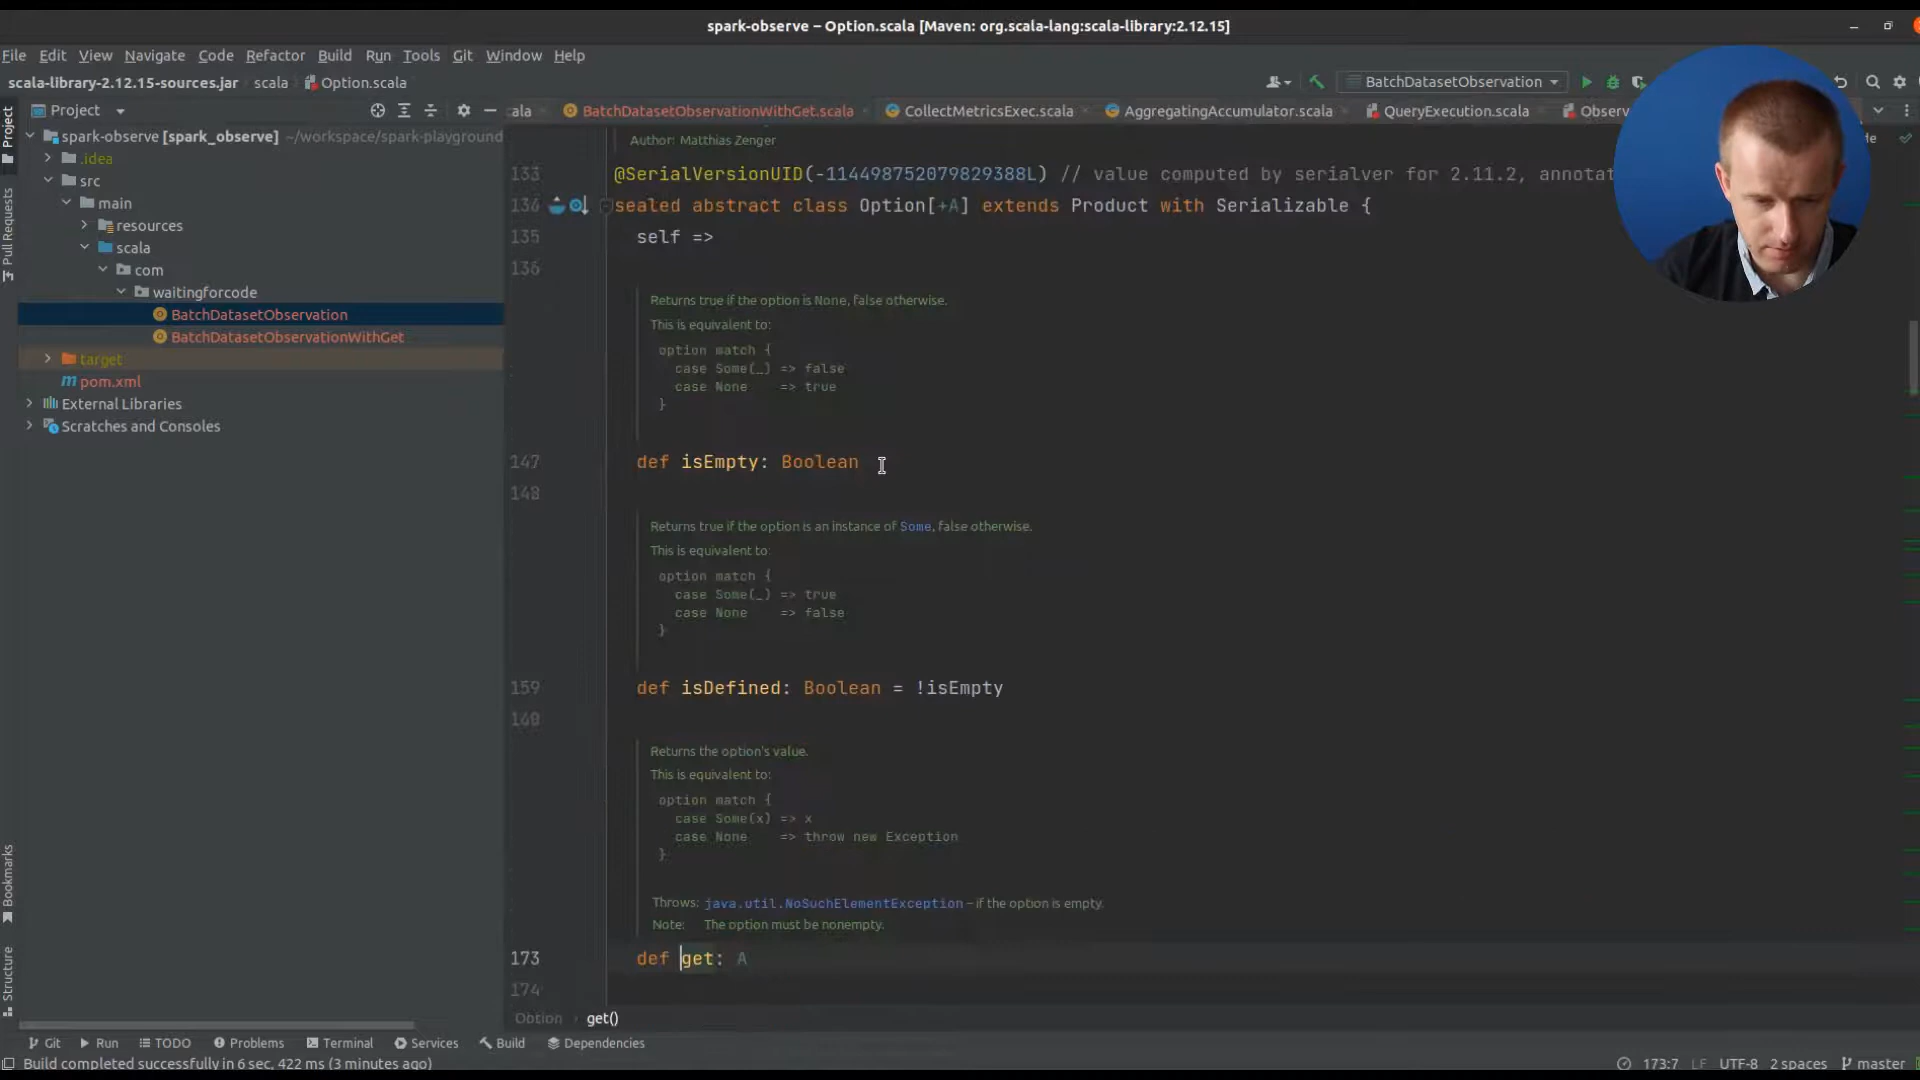 spark-observe – Option.scala [Maven: org.scala-lang:scala-library:2.12.15]
File Edit View Navigate Code Refactor Build Run Tools Git Window Help
scala-library-2.12.15-sources.jar scala Option.scala
BatchDatasetObservation
Project
cala BatchDatasetObservationWithGet.scala CollectMetricsExec.scala AggregatingAccumulator.scala QueryExecution.scala Observ
spark-observe [spark_observe] ~/workspace/spark-playground
.idea
src
main
resources
scala
com
waitingforcode
BatchDatasetObservation
BatchDatasetObservationWithGet
target
pom.xml
External Libraries
Scratches and Consoles
Project
Pull Requests
Bookmarks
Structure
Author: Matthias Zenger
133 @SerialVersionUID(-114498752079829388L) // value computed by serialver for 2.11.2, annotat
136 sealed abstract class Option[+A] extends Product with Serializable {
135 self =>
136
Returns true if the option is None, false otherwise.
This is equivalent to:
option match {
case Some(_) => false
case None => true
}
147 def isEmpty: Boolean
148
Returns true if the option is an instance of Some, false otherwise.
This is equivalent to:
option match {
case Some(_) => true
case None => false
}
159 def isDefined: Boolean = !isEmpty
160
Returns the option's value.
This is equivalent to:
option match {
case Some(x) => x
case None => throw new Exception
}
Throws: java.util.NoSuchElementException – if the option is empty.
Note: The option must be nonempty.
173 def get: A
174
Option get()
Git Run TODO Problems Terminal Services Build Dependencies
Build completed successfully in 6 sec, 422 ms (3 minutes ago)
173:7 LF UTF-8 2 spaces master